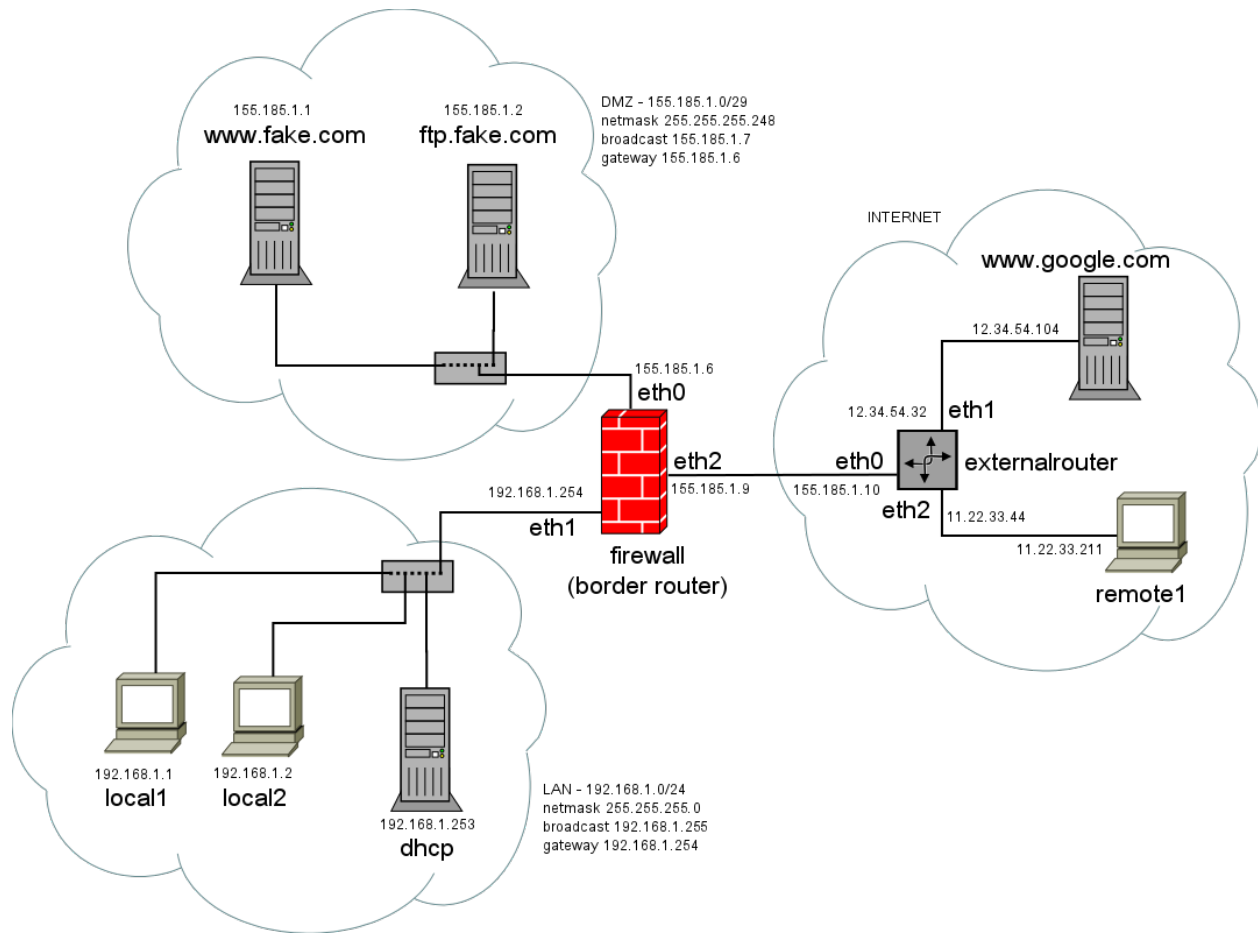 155.185.1.1
www.fake.com
155.185.1.2
ftp.fake.com
DMZ - 155.185.1.0/29
netmask 255.255.255.248
broadcast 155.185.1.7
gateway 155.185.1.6
INTERNET
www.google.com
12.34.54.104
155.185.1.6
eth0
12.34.54.32
eth1
eth2
155.185.1.9
eth0
155.185.1.10
externalrouter
eth2
11.22.33.44
11.22.33.211
remote1
192.168.1.254
eth1
firewall
(border router)
192.168.1.1
local1
192.168.1.2
local2
192.168.1.253
dhcp
LAN - 192.168.1.0/24
netmask 255.255.255.0
broadcast 192.168.1.255
gateway 192.168.1.254